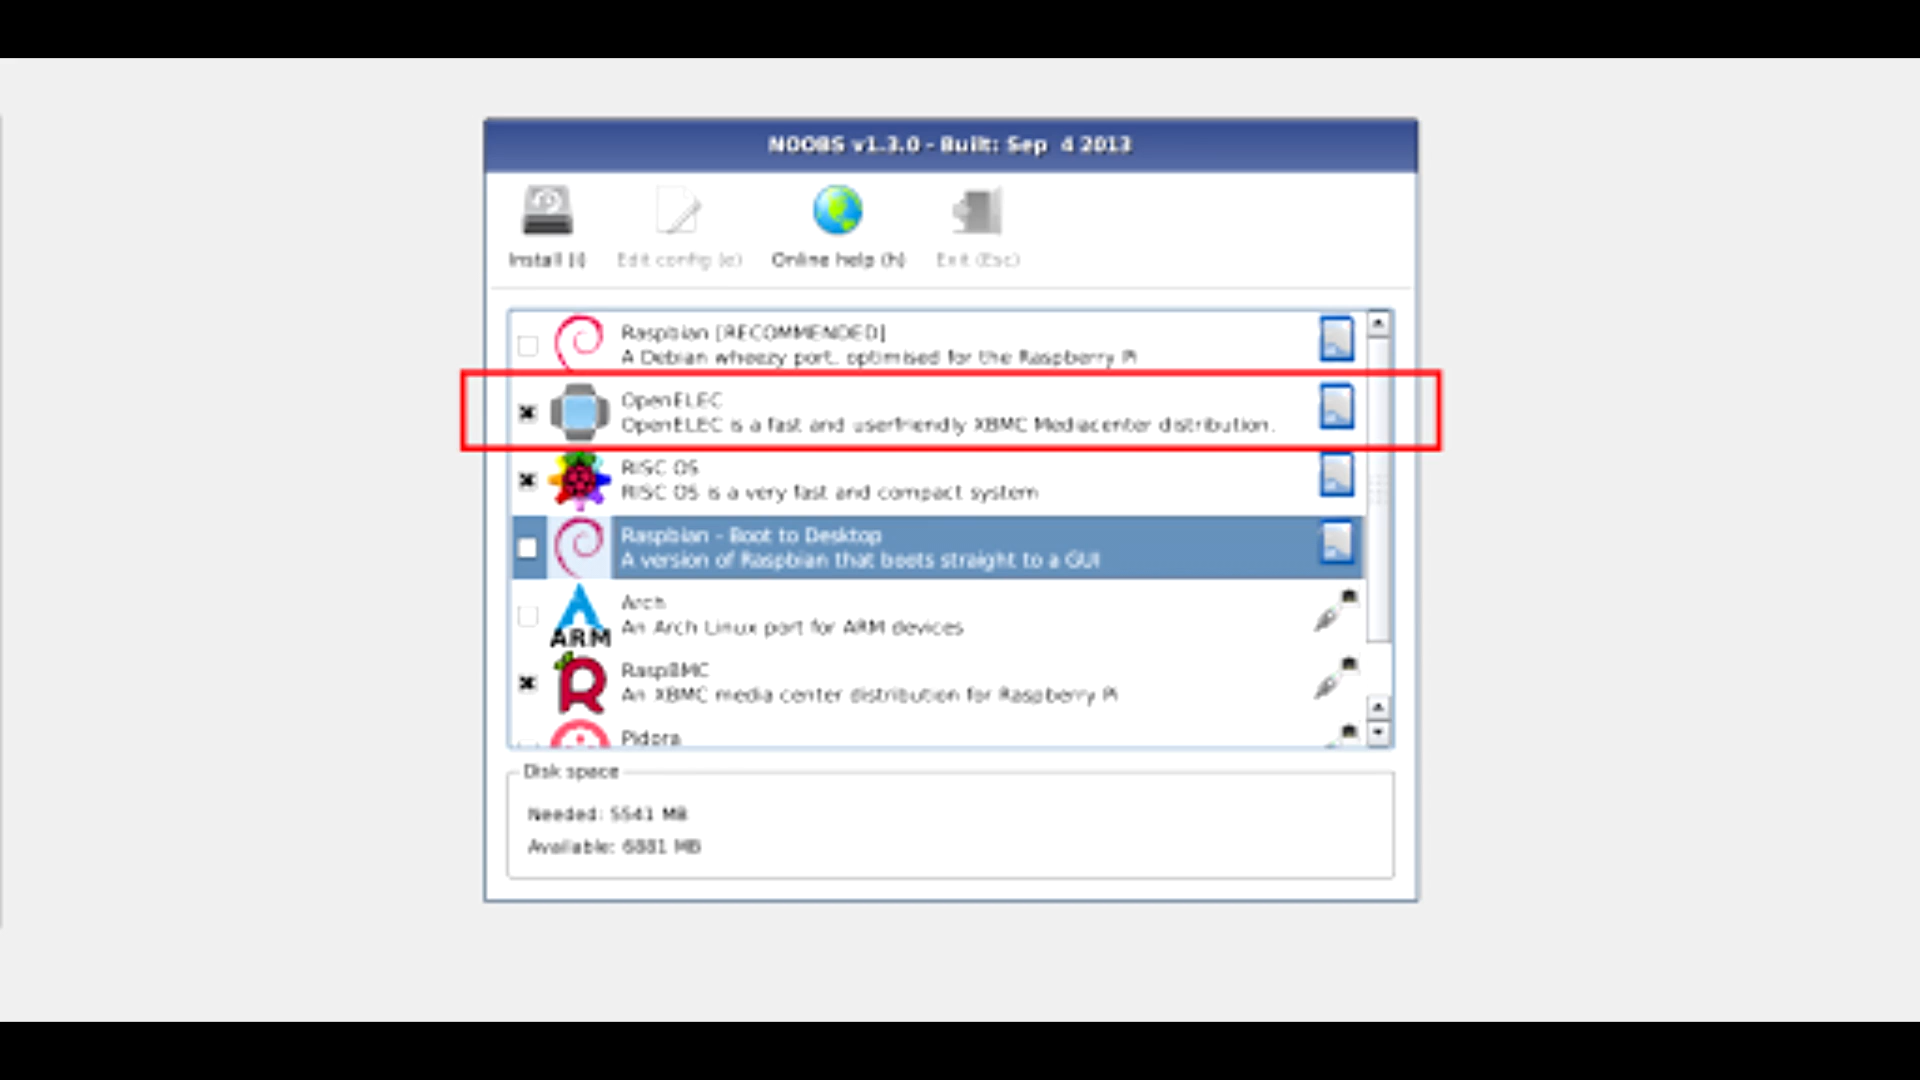 NOOBS v1.3.0 - Built: Sep 4 2013
Install (i) Edit config (e) Online help (h) Exit (Esc)
Raspbian [RECOMMENDED]
A Debian wheezy port, optimised for the Raspberry Pi
OpenELEC
OpenELEC is a fast and userfriendly XBMC Mediacenter distribution.
RISC OS
RISC OS is a very fast and compact system
Raspbian - Boot to Desktop
A version of Raspbian that boots straight to a GUI
Arch
ARM An Arch Linux port for ARM devices
RaspBMC
An XBMC media center distribution for Raspberry Pi
Pidora
Disk space
Needed: 5541 MB
Available: 6881 MB